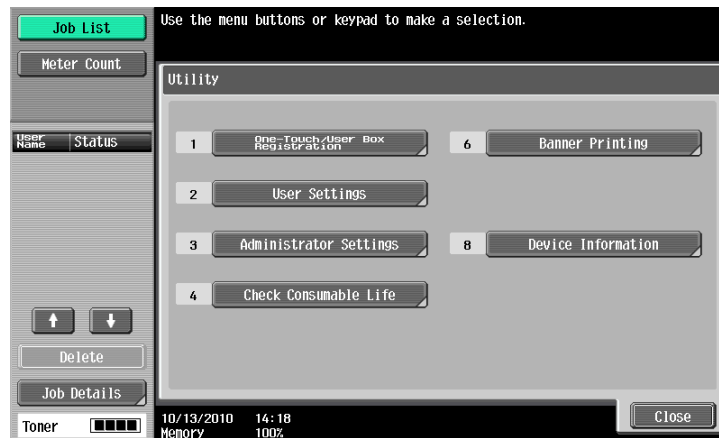 Job List
Use the menu buttons or keypad to make a selection.
Meter Count
Utility
User Name
Status
1 One-Touch/User Box Registration
6 Banner Printing
2 User Settings
3 Administrator Settings
8 Device Information
4 Check Consumable Life
Delete
Job Details
Toner
10/13/2010 14:18
Memory 100%
Close